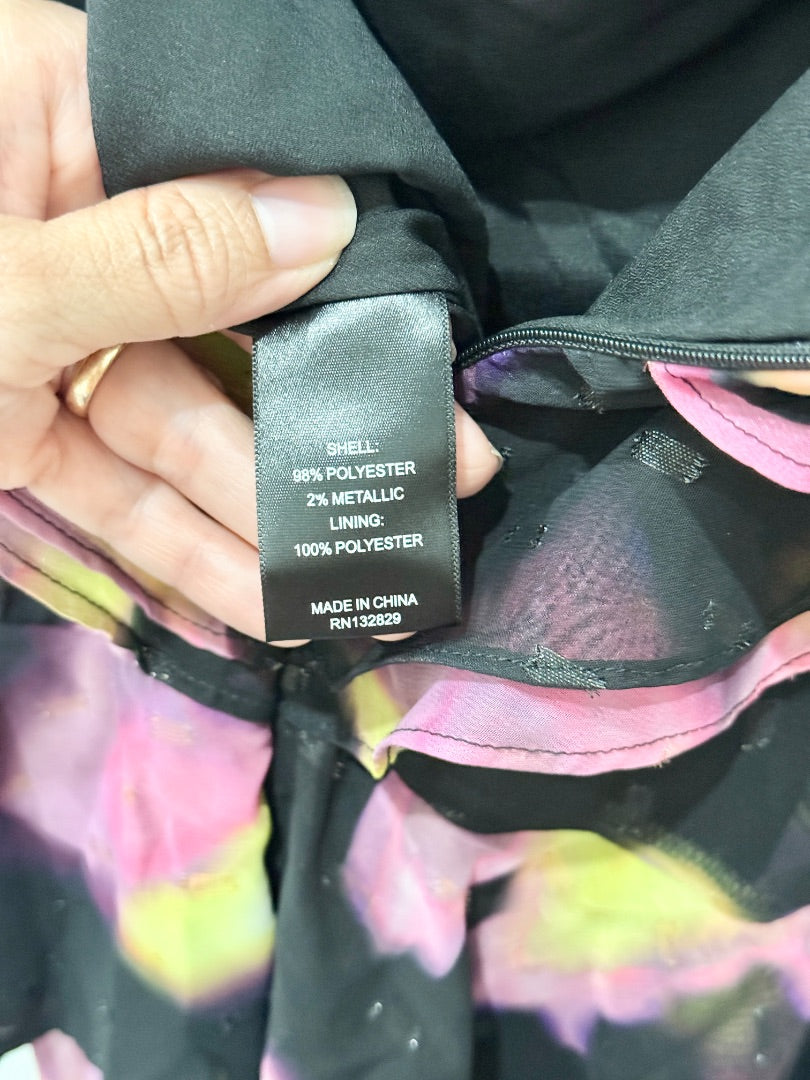 SHELL:
98% POLYESTER
2% METALLIC
LINING:
100% POLYESTER
MADE IN CHINA
RN132829